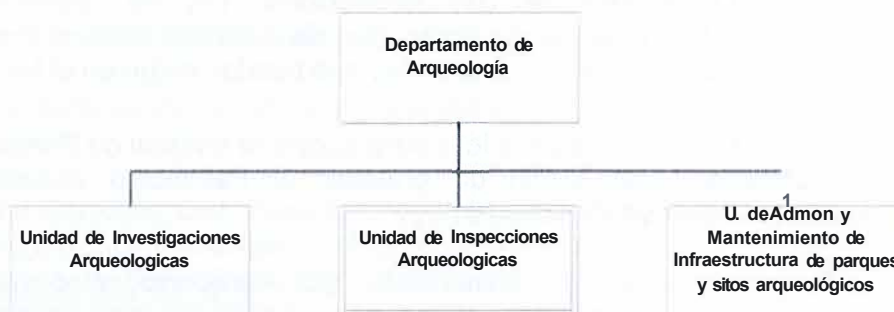 Departamento de
Arqueología
Unidad de Investigaciones
Arqueologicas
Unidad de Inspecciones
Arqueologicas
1
U. deAdmon y
Mantenimiento de
Infraestructura de parques
y sitos arqueológicos